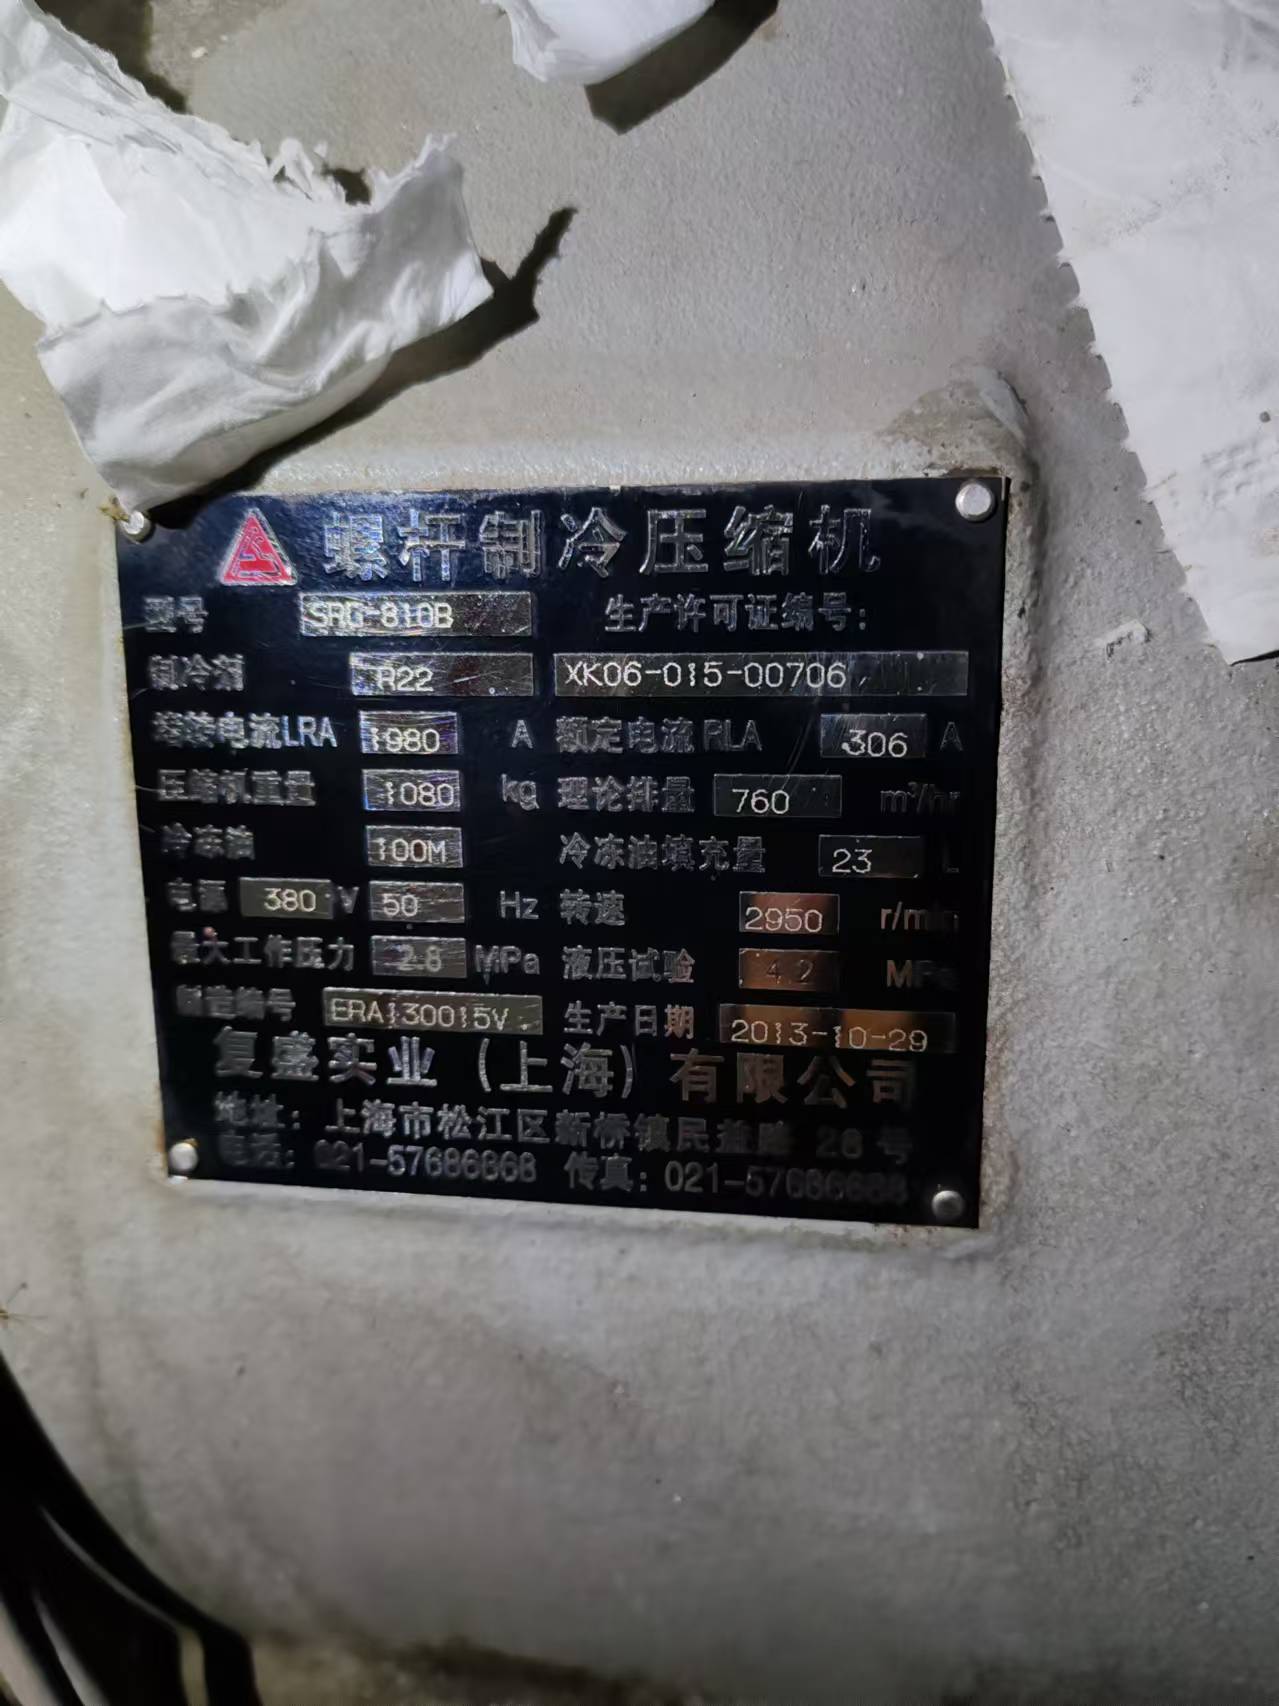 螺杆制冷压缩机
型号 SRG-810B 生产许可证编号:
制冷剂 R22 XK06-015-00706
堵转电流LRA 1980 A 额定电流RLA 306 A
压缩机重量 1080 kg 理论排量 760 m³/hr
冷冻油 100M 冷冻油填充量 23 L
电源 380 V 50 Hz 转速 2950 r/min
最大工作压力 2.8 MPa 液压试验 4.2 MPa
制造编号 ERA130015V 生产日期 2013-10-29
复盛实业(上海)有限公司
地址: 上海市松江区新桥镇民益路 28 号
电话: 021-57686868 传真: 021-